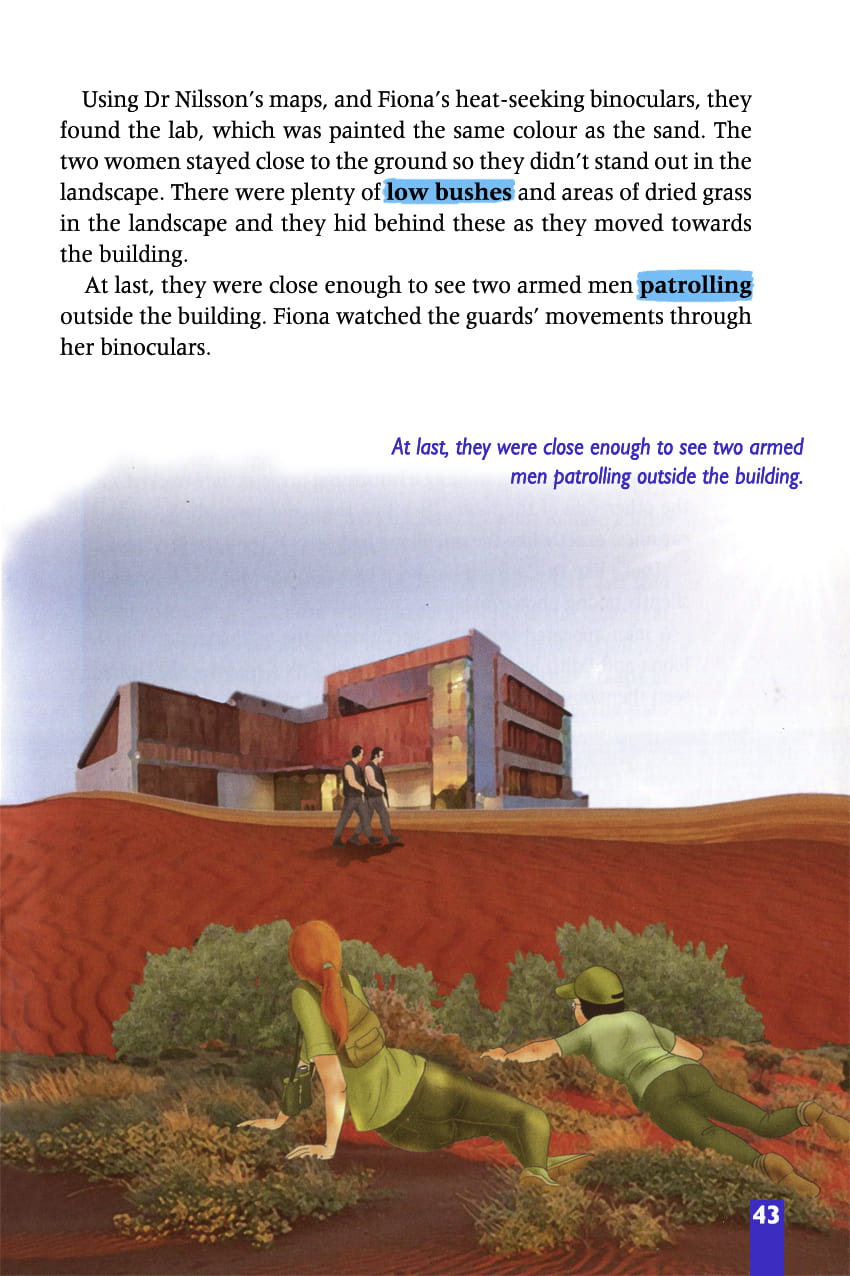 Using Dr Nilsson’s maps, and Fiona’s heat-seeking binoculars, they
found the lab, which was painted the same colour as the sand. The
two women stayed close to the ground so they didn’t stand out in the
landscape. There were plenty of low bushes and areas of dried grass
in the landscape and they hid behind these as they moved towards
the building.
At last, they were close enough to see two armed men patrolling
outside the building. Fiona watched the guards’ movements through
her binoculars.
At last, they were close enough to see two armed
men patrolling outside the building.
43